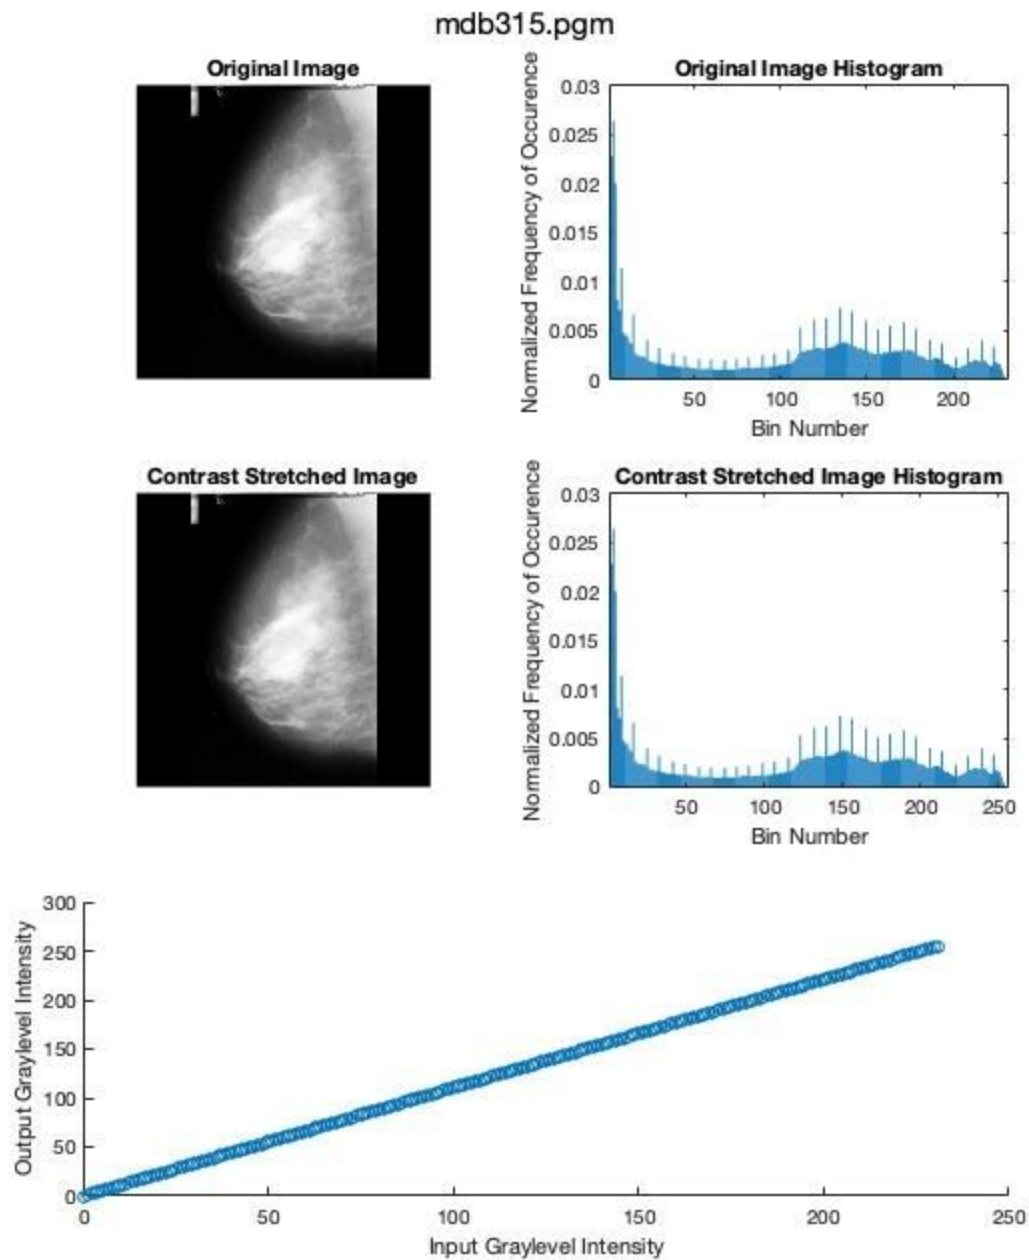 mdb315.pgm
Original Image
Original Image Histogram
Normalized Frequency of Occurence
0.03
0.025
0.02
0.015
0.01
0.005
0
50 100 150 200
Bin Number
Contrast Stretched Image
Contrast Stretched Image Histogram
Normalized Frequency of Occurence
0.03
0.025
0.02
0.015
0.01
0.005
0
50 100 150 200 250
Bin Number
Output Graylevel Intensity
300
250
200
150
100
50
0
0 50 100 150 200 250
Input Graylevel Intensity